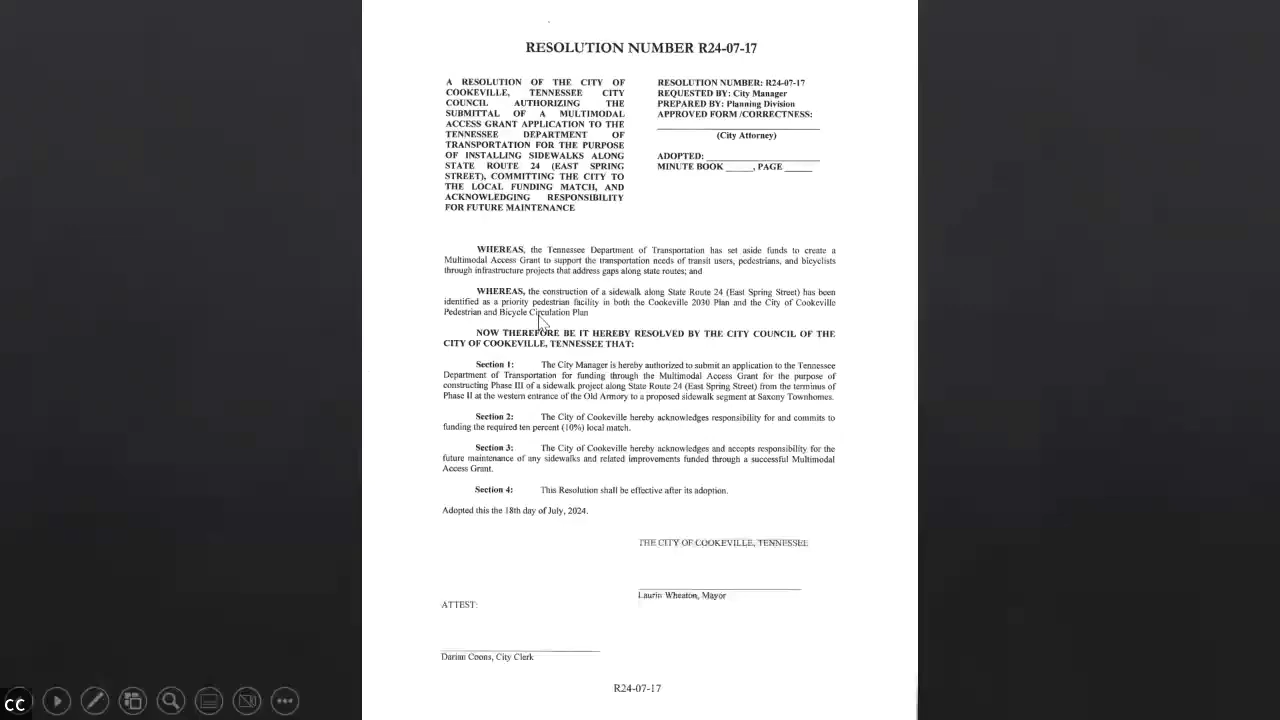 RESOLUTION NUMBER R24-07-17
A RESOLUTION OF THE CITY OF
COOKEVILLE, TENNESSEE CITY
COUNCIL AUTHORIZING THE
SUBMITTAL OF A MULTIMODAL
ACCESS GRANT APPLICATION TO THE
TENNESSEE DEPARTMENT OF
TRANSPORTATION FOR THE PURPOSE
OF INSTALLING SIDEWALKS ALONG
STATE ROUTE 24 (EAST SPRING
STREET), COMMITTING THE CITY TO
THE LOCAL FUNDING MATCH, AND
ACKNOWLEDGING RESPONSIBILITY
FOR FUTURE MAINTENANCE
RESOLUTION NUMBER: R24-07-17
REQUESTED BY: City Manager
PREPARED BY: Planning Division
APPROVED FORM /CORRECTNESS:
(City Attorney)
ADOPTED:
MINUTE BOOK _____, PAGE _____
WHEREAS, the Tennessee Department of Transportation has set aside funds to create a
Multimodal Access Grant to support the transportation needs of transit users, pedestrians, and bicyclists
through infrastructure projects that address gaps along state routes; and
WHEREAS, the construction of a sidewalk along State Route 24 (East Spring Street) has been
identified as a priority pedestrian facility in both the Cookeville 2030 Plan and the City of Cookeville
Pedestrian and Bicycle Circulation Plan
NOW THEREFORE BE IT HEREBY RESOLVED BY THE CITY COUNCIL OF THE
CITY OF COOKEVILLE, TENNESSEE THAT:
Section 1: The City Manager is hereby authorized to submit an application to the Tennessee
Department of Transportation for funding through the Multimodal Access Grant for the purpose of
constructing Phase III of a sidewalk project along State Route 24 (East Spring Street) from the terminus of
Phase II at the western entrance of the Old Armory to a proposed sidewalk segment at Saxony Townhomes.
Section 2: The City of Cookeville hereby acknowledges responsibility for and commits to
funding the required ten percent (10%) local match.
Section 3: The City of Cookeville hereby acknowledges and accepts responsibility for the
future maintenance of any sidewalks and related improvements funded through a successful Multimodal
Access Grant.
Section 4: This Resolution shall be effective after its adoption.
Adopted this the 18th day of July, 2024.
THE CITY OF COOKEVILLE, TENNESSEE
Laurin Wheaton, Mayor
ATTEST:
Darian Coons, City Clerk
R24-07-17
CC